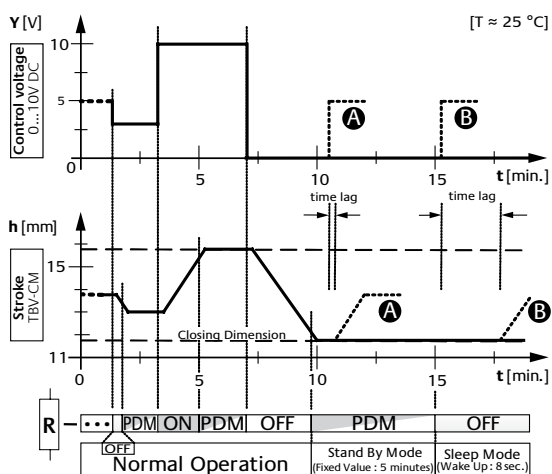 Y [V]
[T ≈ 25 °C]
Control voltage
0...10V DC
10
5
0
A
B
5
10
15
t [min.]
time lag
time lag
h [mm]
Stroke
TBV-CM
15
11
Closing Dimension
A
B
5
10
15
t [min.]
R
PDM ON PDM OFF PDM OFF
OFF
Normal Operation
Stand By Mode
(Fixed Value : 5 minutes)
Sleep Mode
(Wake Up : 8 sec.)